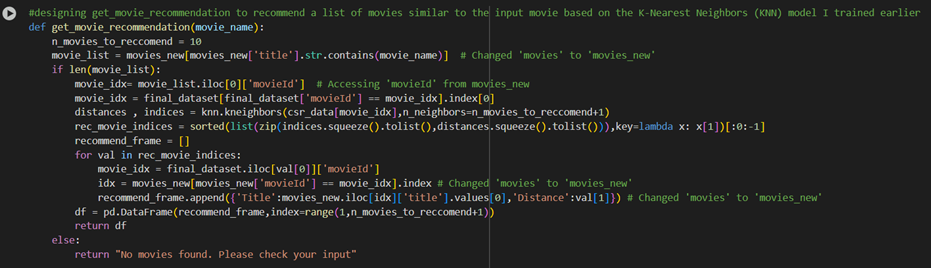 #designing get_movie_recommendation to recommend a list of movies similar to the input movie based on the K-Nearest Neighbors (KNN) model I trained earlier
def get_movie_recommendation(movie_name):
    n_movies_to_reccomend = 10
    movie_list = movies_new[movies_new['title'].str.contains(movie_name)]  # Changed 'movies' to 'movies_new'
    if len(movie_list):
        movie_idx= movie_list.iloc[0]['movieId']  # Accessing 'movieId' from movies_new
        movie_idx = final_dataset[final_dataset['movieId'] == movie_idx].index[0]
        distances , indices = knn.kneighbors(csr_data[movie_idx],n_neighbors=n_movies_to_reccomend+1)
        rec_movie_indices = sorted(list(zip(indices.squeeze().tolist(),distances.squeeze().tolist())),key=lambda x: x[1])[:0:-1]
        recommend_frame = []
        for val in rec_movie_indices:
            movie_idx = final_dataset.iloc[val[0]]['movieId']
            idx = movies_new[movies_new['movieId'] == movie_idx].index # Changed 'movies' to 'movies_new'
            recommend_frame.append({'Title':movies_new.iloc[idx]['title'].values[0],'Distance':val[1]}) # Changed 'movies' to 'movies_new'
        df = pd.DataFrame(recommend_frame,index=range(1,n_movies_to_reccomend+1))
        return df
    else:
        return "No movies found. Please check your input"